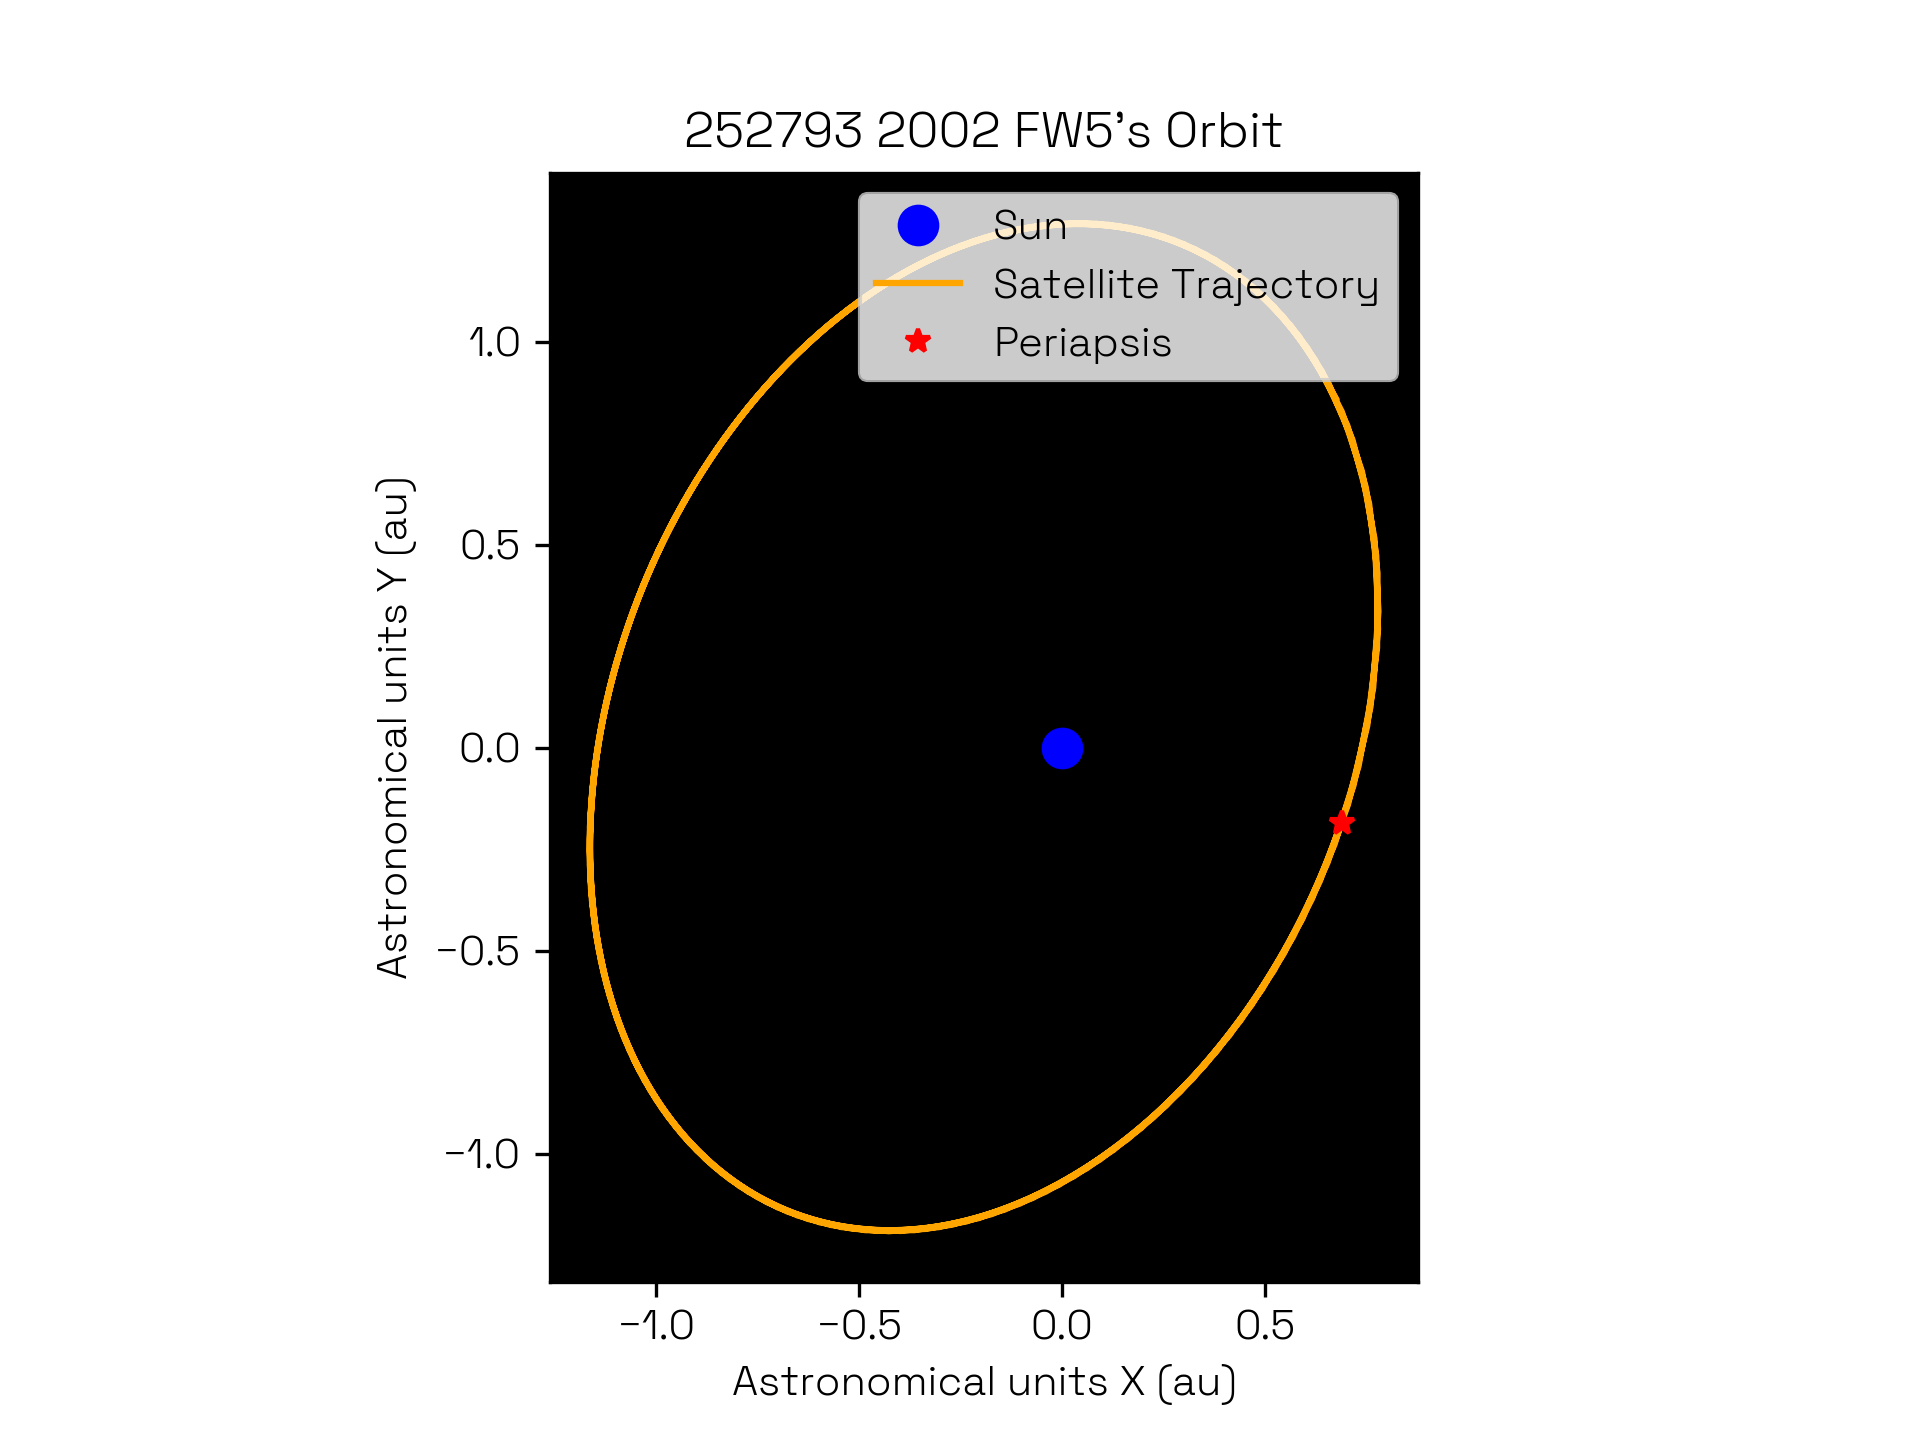 252793 2002 FW5's Orbit
Sun
Satellite Trajectory
Periapsis
Astronomical units Y (au)
1.0
0.5
0.0
−0.5
−1.0
−1.0 −0.5 0.0 0.5
Astronomical units X (au)